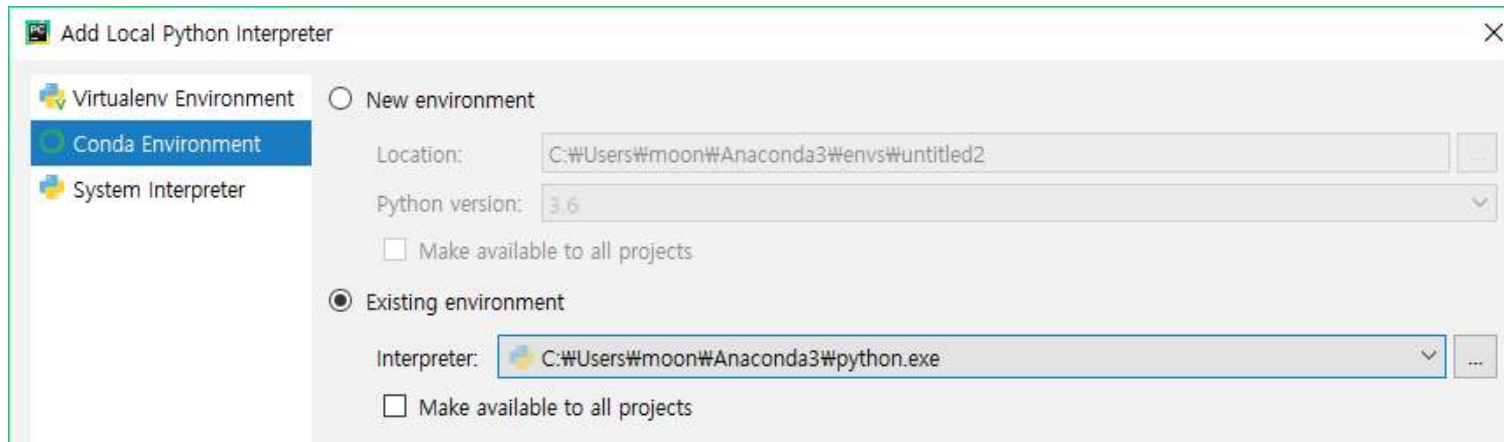 Add Local Python Interpreter
Virtualenv Environment
Conda Environment
System Interpreter
New environment
Location: C:₩Users₩moon₩Anaconda3₩envs₩untitled2 ...
Python version: 3.6
Make available to all projects
Existing environment
Interpreter: C:₩Users₩moon₩Anaconda3₩python.exe ...
Make available to all projects